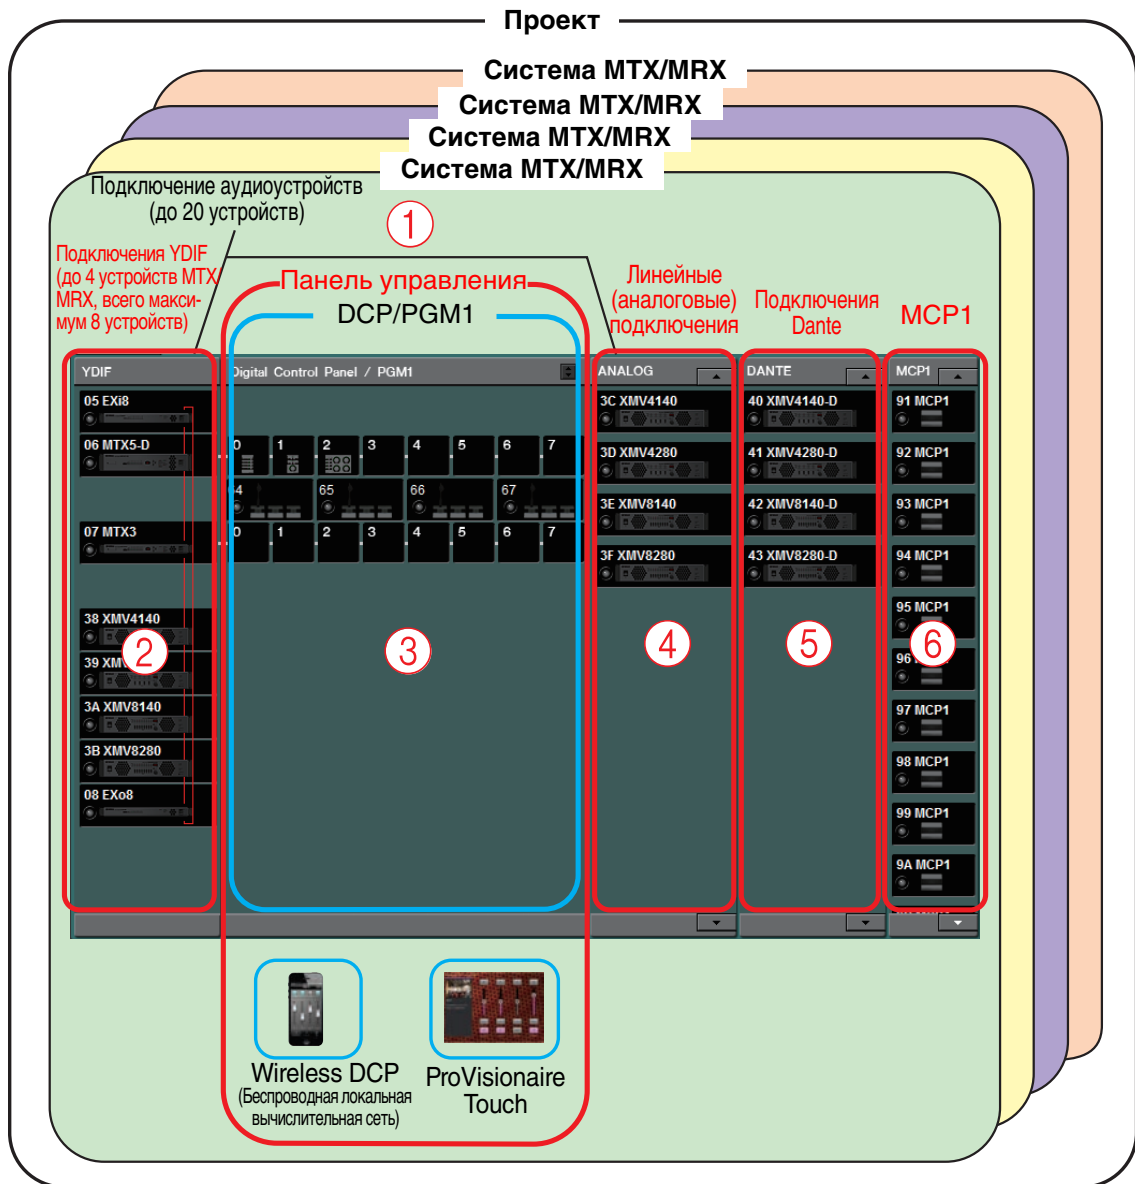 Проект
Система MTX/MRX
Система MTX/MRX
Система MTX/MRX
Система MTX/MRX
Подключение аудиоустройств
(до 20 устройств)
1
Подключения YDIF
(до 4 устройств MTX/
MRX, всего макси-
мум 8 устройств)
Панель управления
DCP/PGM1
Линейные
(аналоговые)
подключения
Подключения
Dante
MCP1
YDIF
Digital Control Panel / PGM1
ANALOG
DANTE
MCP1
05 EXi8
06 MTX5-D
07 MTX3
38 XMV4140
2
39 XMV
3A XMV8140
3B XMV8280
08 EXo8
0 1 2 3 4 5 6 7
64 65 66 67
0 1 2 3 4 5 6 7
3
3C XMV4140
3D XMV4280
3E XMV8140
3F XMV8280
4
40 XMV4140-D
41 XMV4280-D
42 XMV8140-D
43 XMV8280-D
5
91 MCP1
92 MCP1
93 MCP1
94 MCP1
95 MCP1
6
96
97 MCP1
98 MCP1
99 MCP1
9A MCP1
Wireless DCP
(Беспроводная локальная
вычислительная сеть)
ProVisionaire
Touch